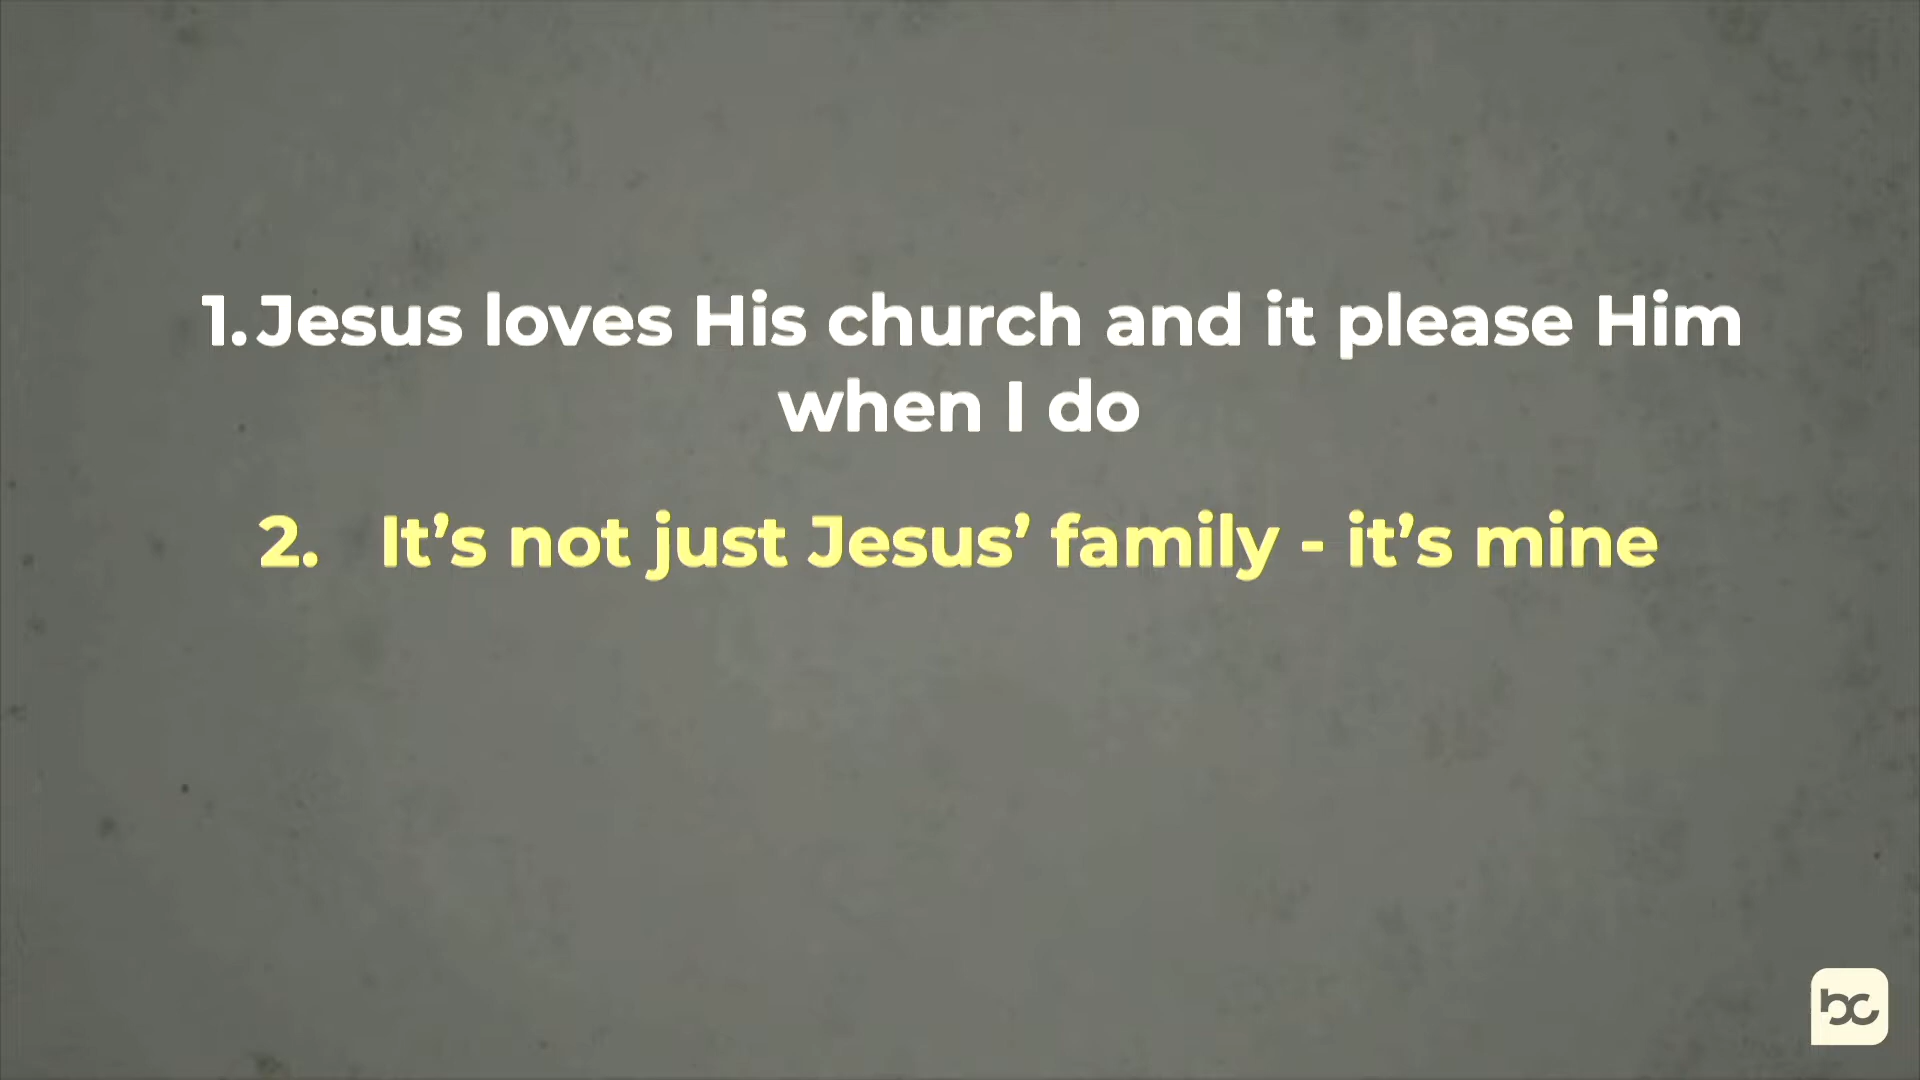 1. Jesus loves His church and it please Him
when I do
2. It’s not just Jesus’ family - it’s mine
bc